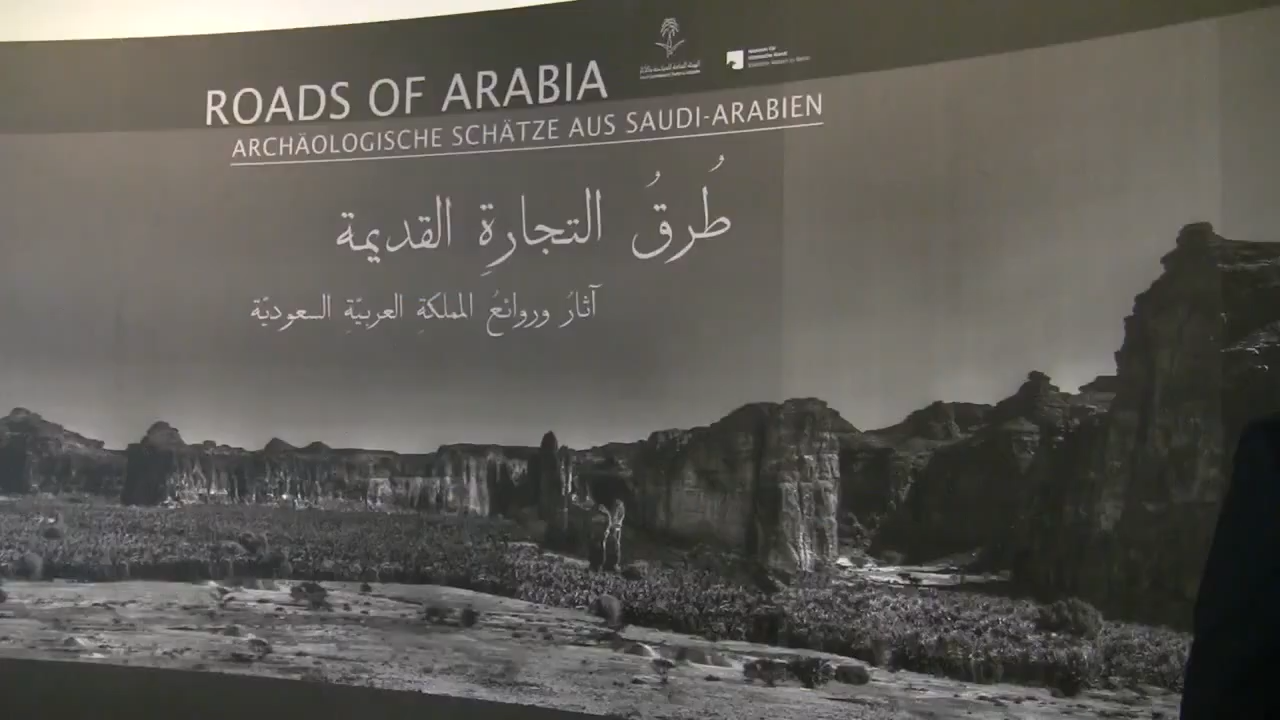 ROADS OF ARABIA
ARCHÄOLOGISCHE SCHÄTZE AUS SAUDI-ARABIEN
طُرقُ التجارةِ القديمة
آثارُ وروائعُ المملكةِ العربيّةِ السعوديّة